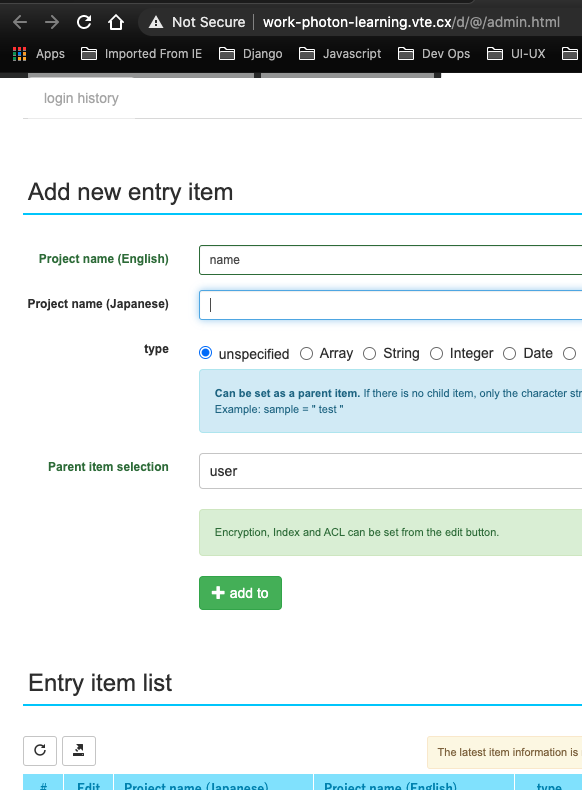 Not Secure work-photon-learning.vte.cx/d/@/admin.html
Apps Imported From IE Django Javascript Dev Ops UI-UX
login history
Add new entry item
Project name (English) name
Project name (Japanese)
type unspecified Array String Integer Date
Can be set as a parent item. If there is no child item, only the character
Example: sample = " test "
Parent item selection user
Encryption, Index and ACL can be set from the edit button.
add to
Entry item list
The latest item information is
# Edit Project name (Japanese) Project name (English) type